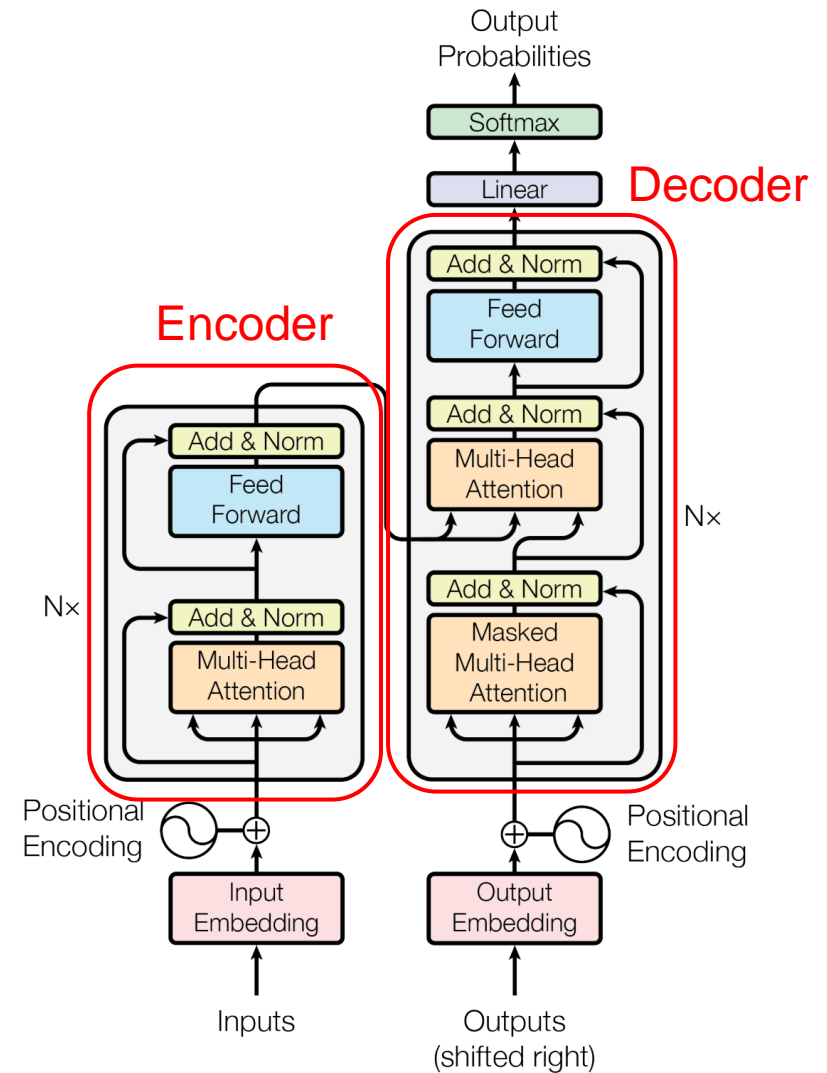 Output
Probabilities
Softmax
Linear
Decoder
Add & Norm
Feed
Forward
Add & Norm
Multi-Head
Attention
Nx
Add & Norm
Masked
Multi-Head
Attention
Encoder
Add & Norm
Feed
Forward
N×
Add & Norm
Multi-Head
Attention
Positional
Encoding
Positional
Encoding
Input
Embedding
Output
Embedding
Inputs
Outputs
(shifted right)